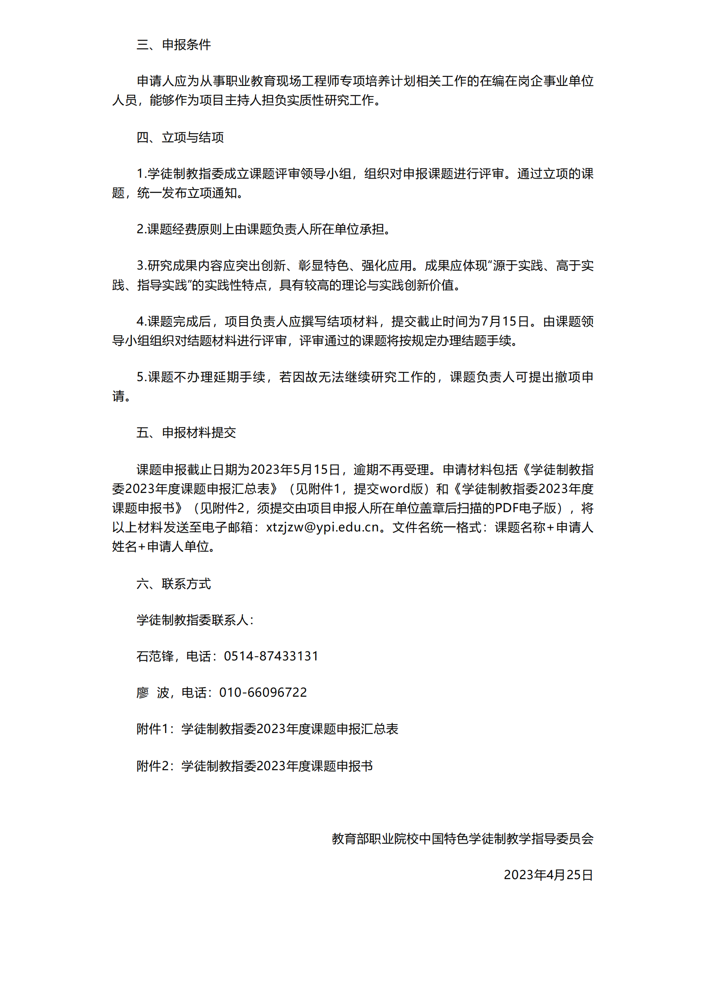 三、申报条件
申请人应为从事职业教育现场工程师专项培养计划相关工作的在编在岗企事业单位
人员，能够作为项目主持人担负实质性研究工作。
四、立项与结项
1.学徒制教指委成立课题评审领导小组，组织对申报课题进行评审。通过立项的课
题，统一发布立项通知。
2.课题经费原则上由课题负责人所在单位承担。
3.研究成果内容应突出创新、彰显特色、强化应用。成果应体现“源于实践、高于实
践、指导实践”的实践性特点，具有较高的理论与实践创新价值。
4.课题完成后，项目负责人应撰写结项材料，提交截止时间为7月15日。由课题领
导小组组织对结题材料进行评审，评审通过的课题将按规定办理结题手续。
5.课题不办理延期手续，若因故无法继续研究工作的，课题负责人可提出撤项申
请。
五、申报材料提交
课题申报截止日期为2023年5月15日，逾期不再受理。申请材料包括《学徒制教指
委2023年度课题申报汇总表》（见附件1，提交word版）和《学徒制教指委2023年度
课题申报书》（见附件2，须提交由项目申报人所在单位盖章后扫描的PDF电子版），将
以上材料发送至电子邮箱：xtzjzw@ypi.edu.cn。文件名统一格式：课题名称+申请人
姓名+申请人单位。
六、联系方式
学徒制教指委联系人：
石范锋，电话：0514-87433131
廖  波，电话：010-66096722
附件1：学徒制教指委2023年度课题申报汇总表
附件2：学徒制教指委2023年度课题申报书
教育部职业院校中国特色学徒制教学指导委员会
2023年4月25日